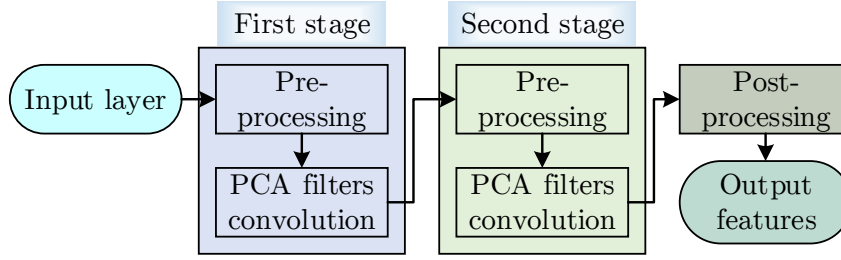 First stage
Second stage
Input layer
Pre-
processing
PCA filters
convolution
Pre-
processing
PCA filters
convolution
Post-
processing
Output
features